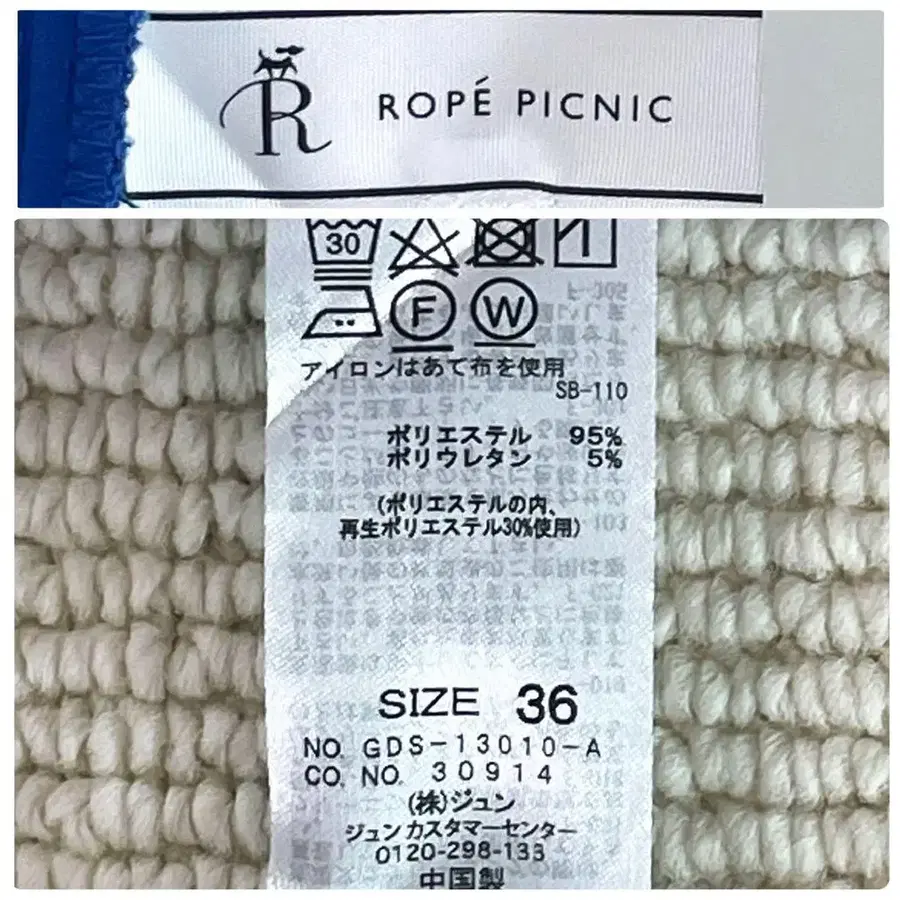 R ROPÉ PICNIC
30
F W
アイロンはあて布を使用
SB-110
ポリエステル 95%
ポリウレタン 5%
(ポリエステルの内、
再生ポリエステル30%使用)
SIZE 36
NO. GDS-13010-A
CO. NO. 30914
(株)ジュン
ジュンカスタマーセンター
0120-298-133
中国製